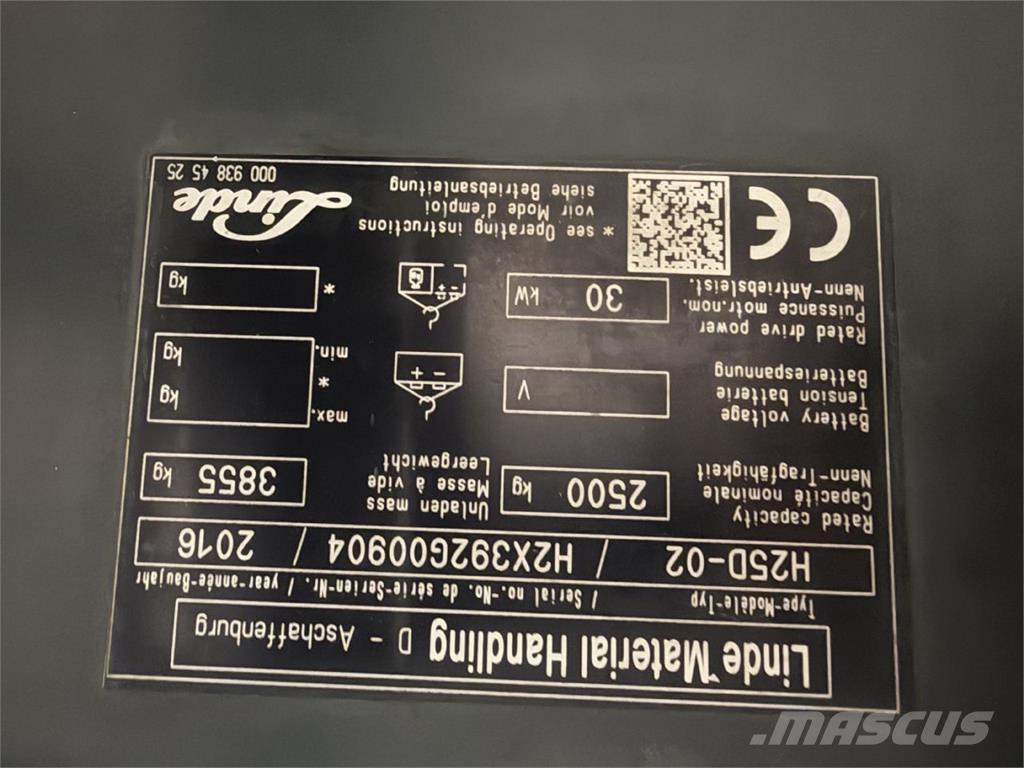 Linde Material Handling D - Aschaffenburg
Type-Modèle-Typ / Serial no.-No. de série-Serien-Nr. / year-année-Baujahr
H25D-02 / H2X392G00904 / 2016
Rated capacity
Capacité nominale
Nenn-Tragfähigkeit
2500 kg
Unladen mass
Masse à vide
Leergewicht
3855 kg
Battery voltage
Tension batterie
Batteriespannung
V
- +
max.
*
min.
kg
kg
Rated drive power
Puissance motr.nom.
Nenn-Antriebsleist.
30 kW
- +
*
kg
CE
* see Operating instructions
voir Mode d'emploi
siehe Betriebsanleitung
Linde
000 938 45 25
MASCUS